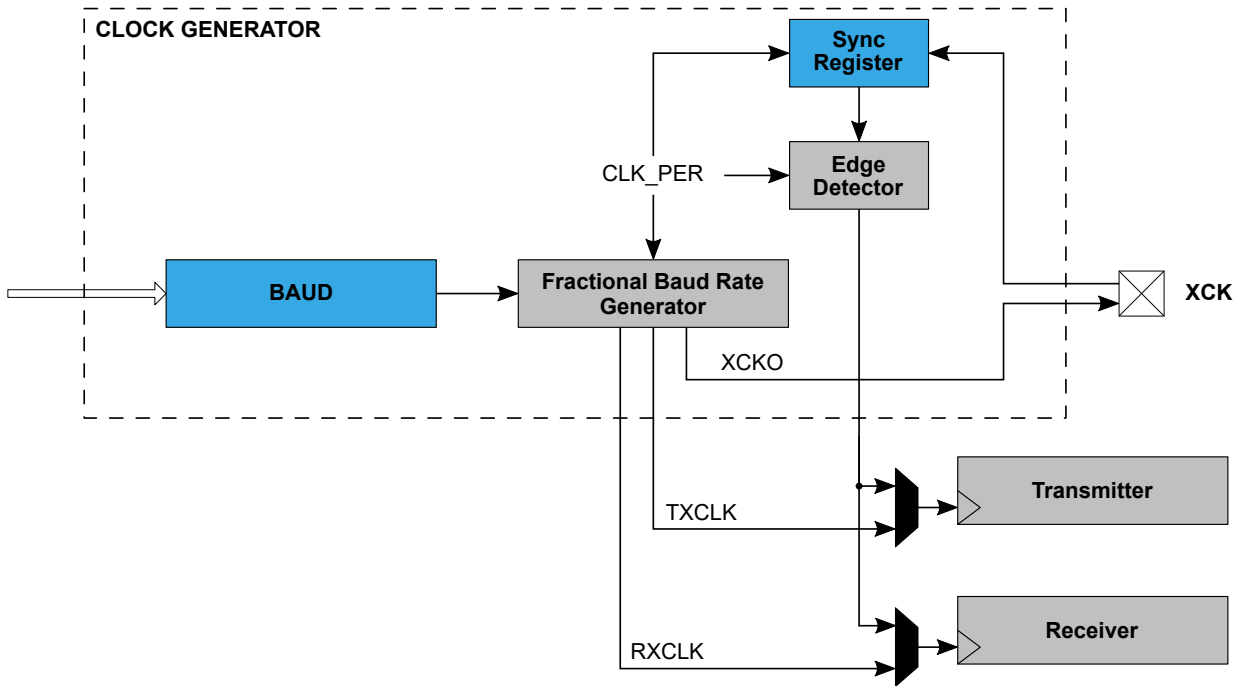 CLOCK GENERATOR
Sync
Register
CLK_PER
Edge
Detector
BAUD
Fractional Baud Rate
Generator
XCK
XCKO
TXCLK
Transmitter
RXCLK
Receiver